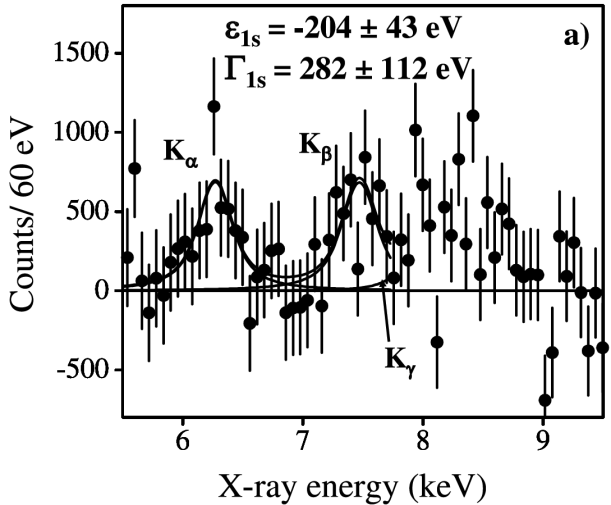 ε1s = -204 ± 43 eV
a)
Γ1s = 282 ± 112 eV
1500
1000
500
0
-500
Counts/ 60 eV
Kα
Kβ
Kγ
6 7 8 9
X-ray energy (keV)